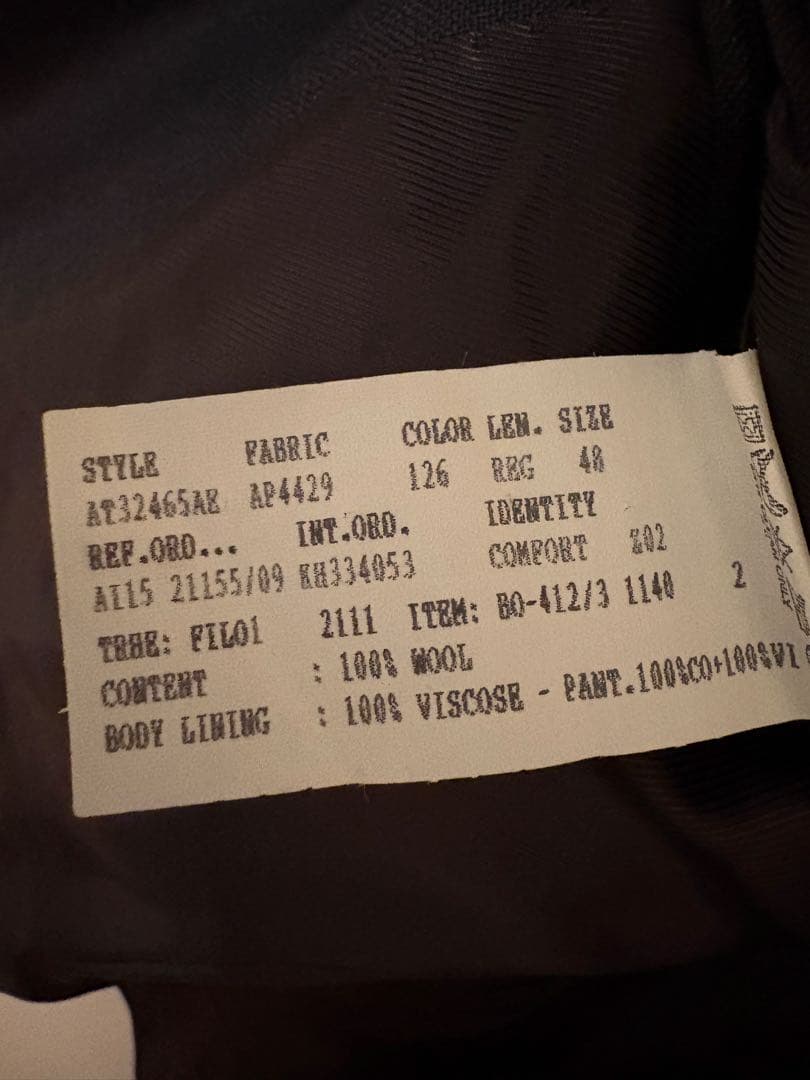 STYLE FABRIC COLOR LEN. SIZE
AT32465AE AP4429 126 REG 48
REF.ORD... INT.ORD. IDENTITY
AI15 21155/09 KH334053 COMFORT Z02
FIL01 2111 ITEM: BO-412/3 1140 2
CONTENT : 100% WOOL
BODY LINING : 100% VISCOSE - PANT.100%CO+100%VI